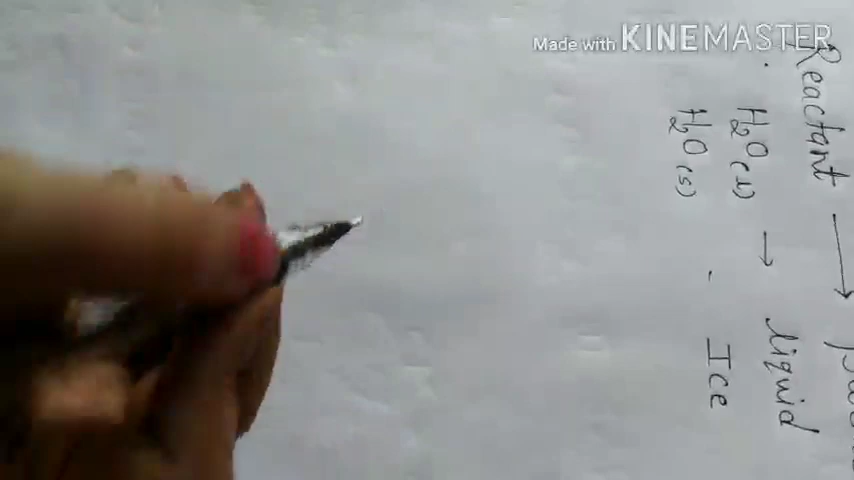 Made with KINEMASTER
Reactant →
H₂O(l) → liquid
H₂O(s) Ice